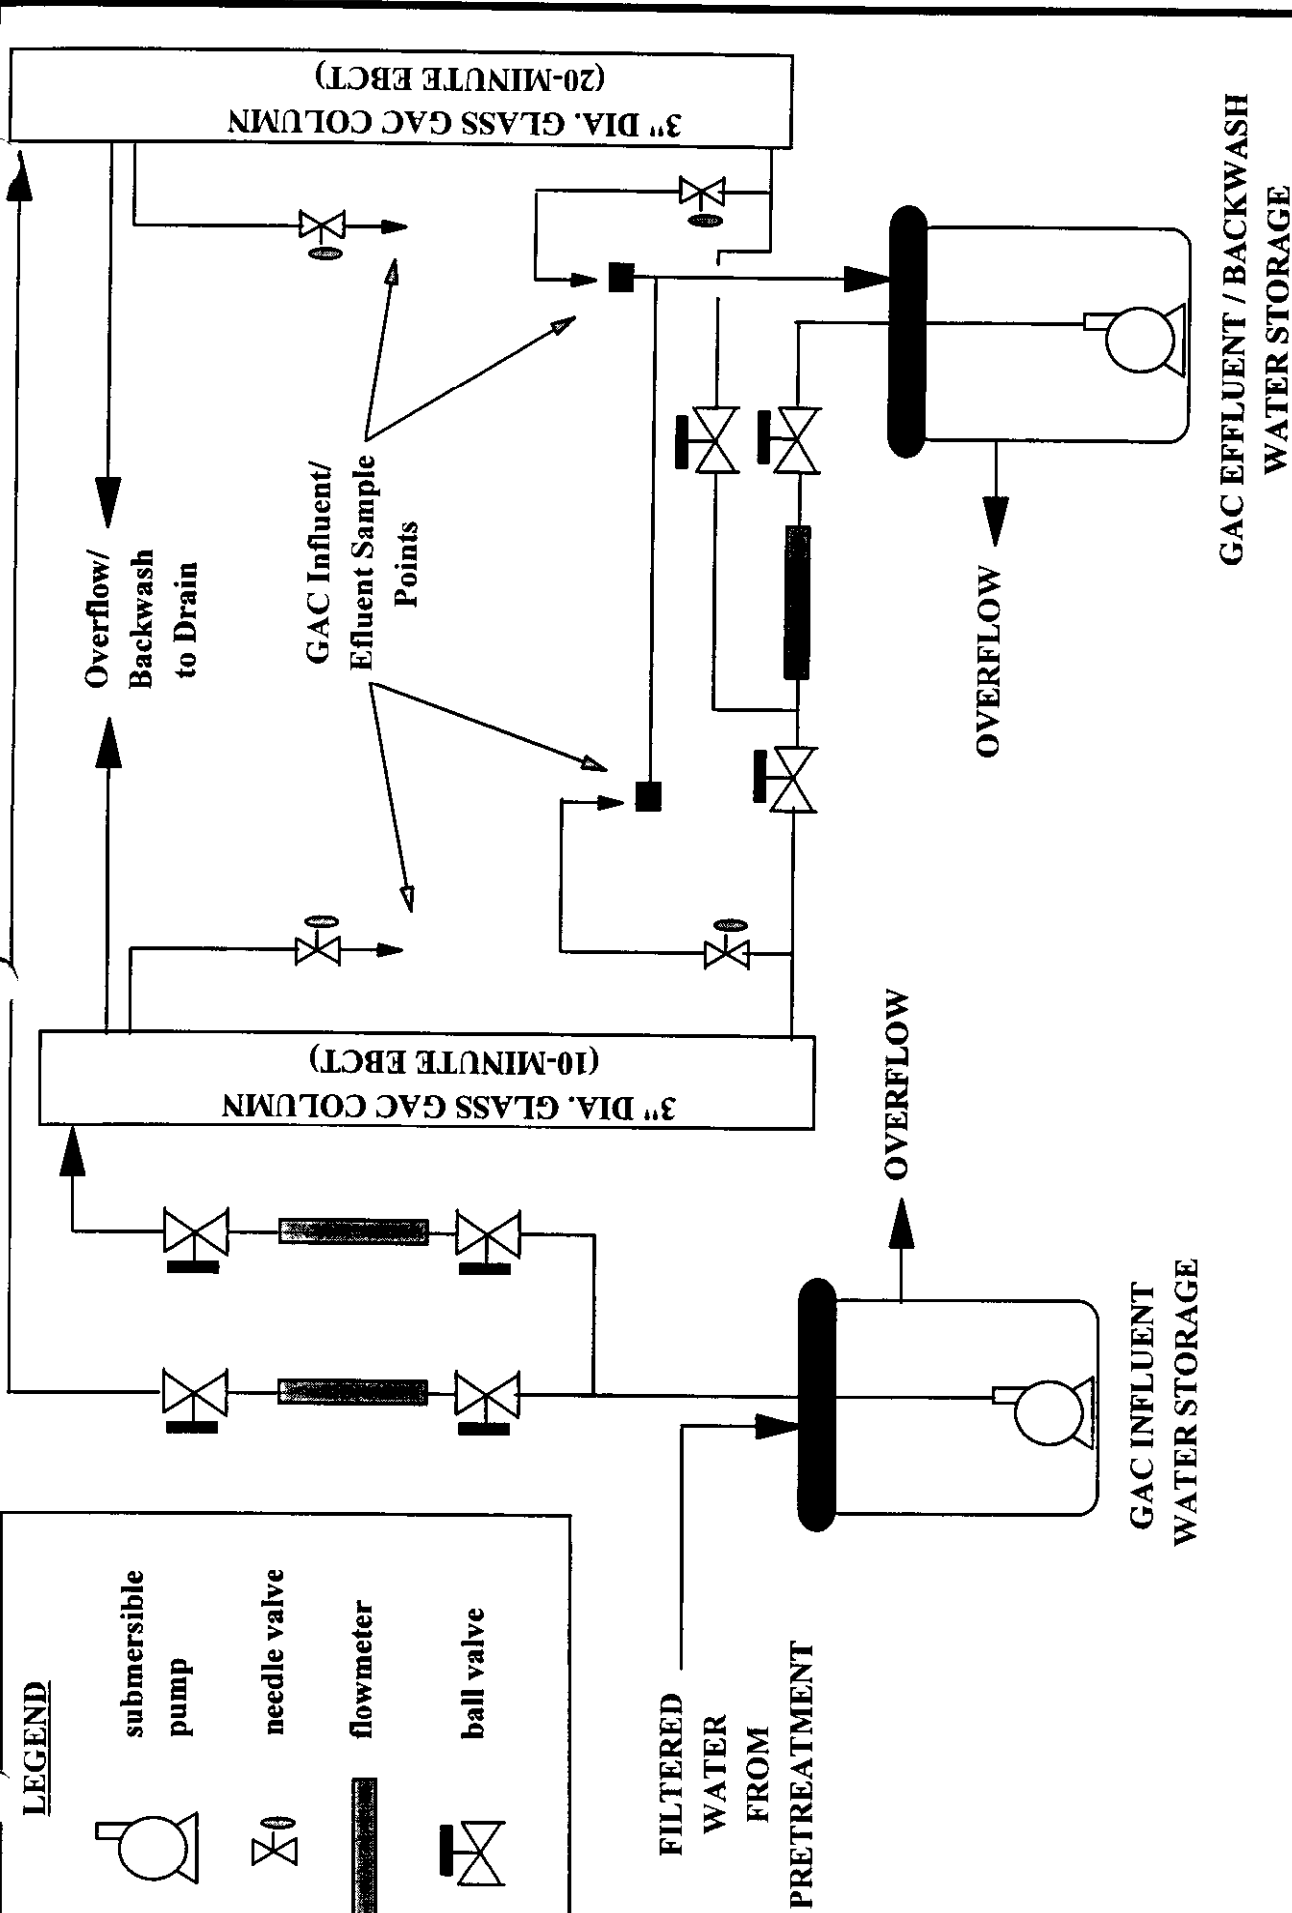 LEGEND
submersible
pump
needle valve
flowmeter
ball valve
FILTERED
WATER
FROM
PRETREATMENT
GAC INFLUENT
WATER STORAGE
OVERFLOW
3" DIA. GLASS GAC COLUMN
(10-MINUTE EBCT)
Overflow/
Backwash
to Drain
GAC Influent/
Efluent Sample
Points
3" DIA. GLASS GAC COLUMN
(20-MINUTE EBCT)
OVERFLOW
GAC EFFLUENT / BACKWASH
WATER STORAGE